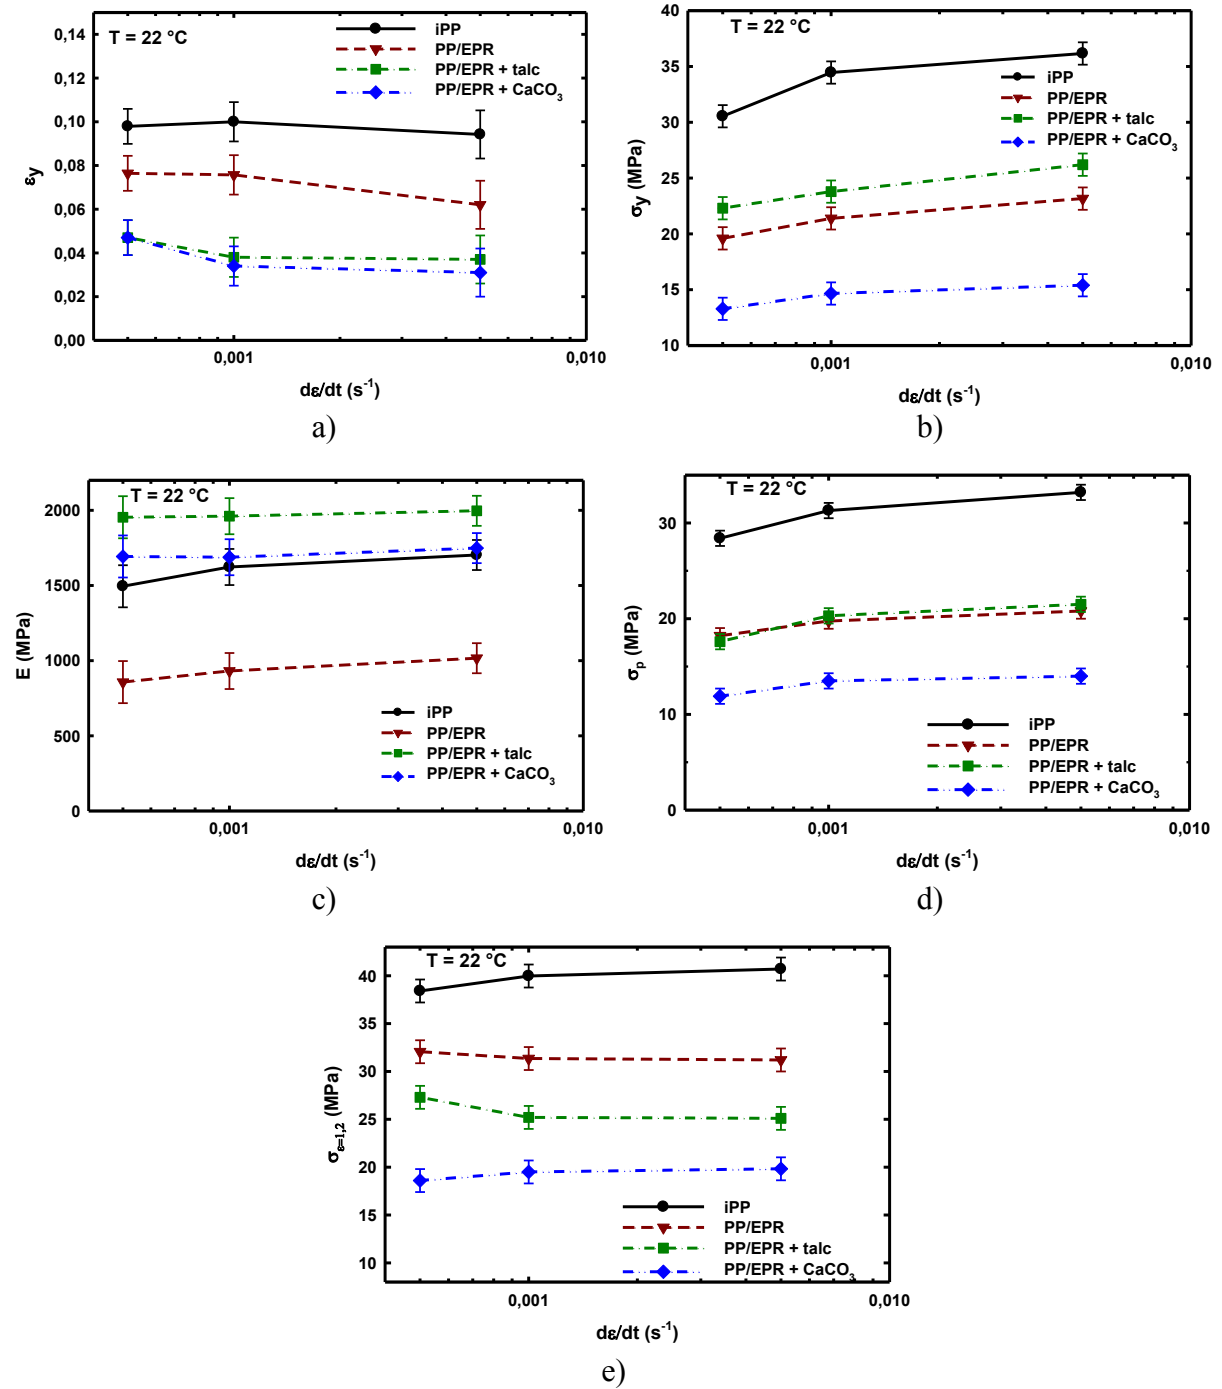 0,14
0,12
0,10
0,08
0,06
0,04
0,02
0,00
εy
T = 22 °C
iPP
PP/EPR
PP/EPR + talc
PP/EPR + CaCO3
0,001
0,010
dε/dt (s-1)
a)
40
35
30
25
20
15
10
σy (MPa)
T = 22 °C
iPP
PP/EPR
PP/EPR + talc
PP/EPR + CaCO3
0,001
0,010
dε/dt (s-1)
b)
2000
1500
1000
500
0
E (MPa)
T = 22 °C
iPP
PP/EPR
PP/EPR + talc
PP/EPR + CaCO3
0,001
0,010
dε/dt (s-1)
c)
30
20
10
0
σp (MPa)
T = 22 °C
iPP
PP/EPR
PP/EPR + talc
PP/EPR + CaCO3
0,001
0,010
dε/dt (s-1)
d)
40
35
30
25
20
15
10
σε=1,2 (MPa)
T = 22 °C
iPP
PP/EPR
PP/EPR + talc
PP/EPR + CaCO3
0,001
0,010
dε/dt (s-1)
e)